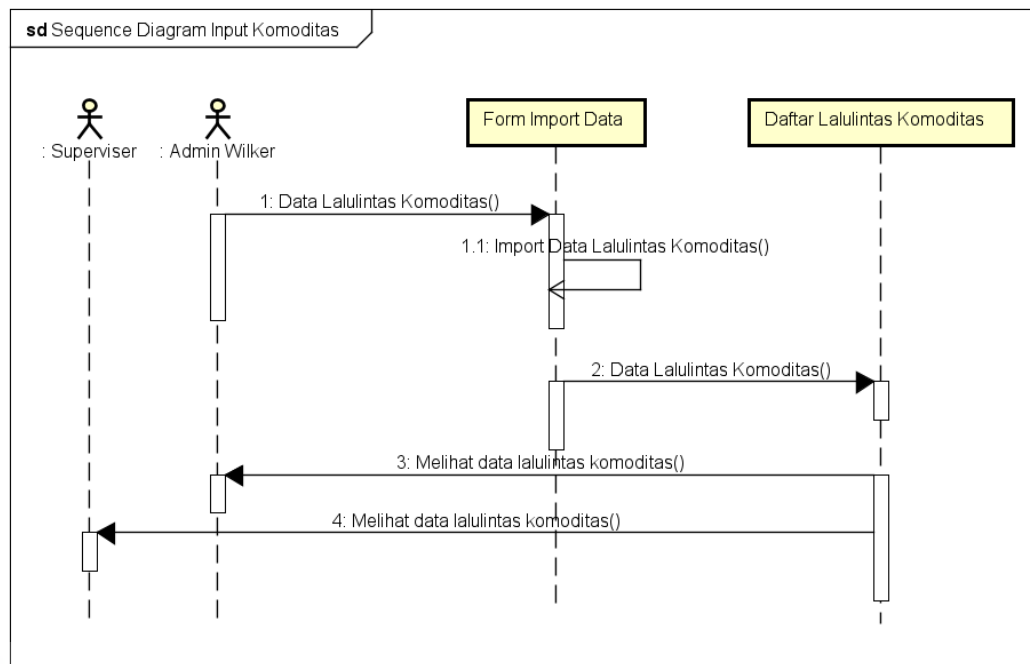 sd Sequence Diagram Input Komoditas
: Superviser
: Admin Wilker
Form Import Data
Daftar Lalulintas Komoditas
1: Data Lalulintas Komoditas()
1.1: Import Data Lalulintas Komoditas()
2: Data Lalulintas Komoditas()
3: Melihat data lalulintas komoditas()
4: Melihat data lalulintas komoditas()